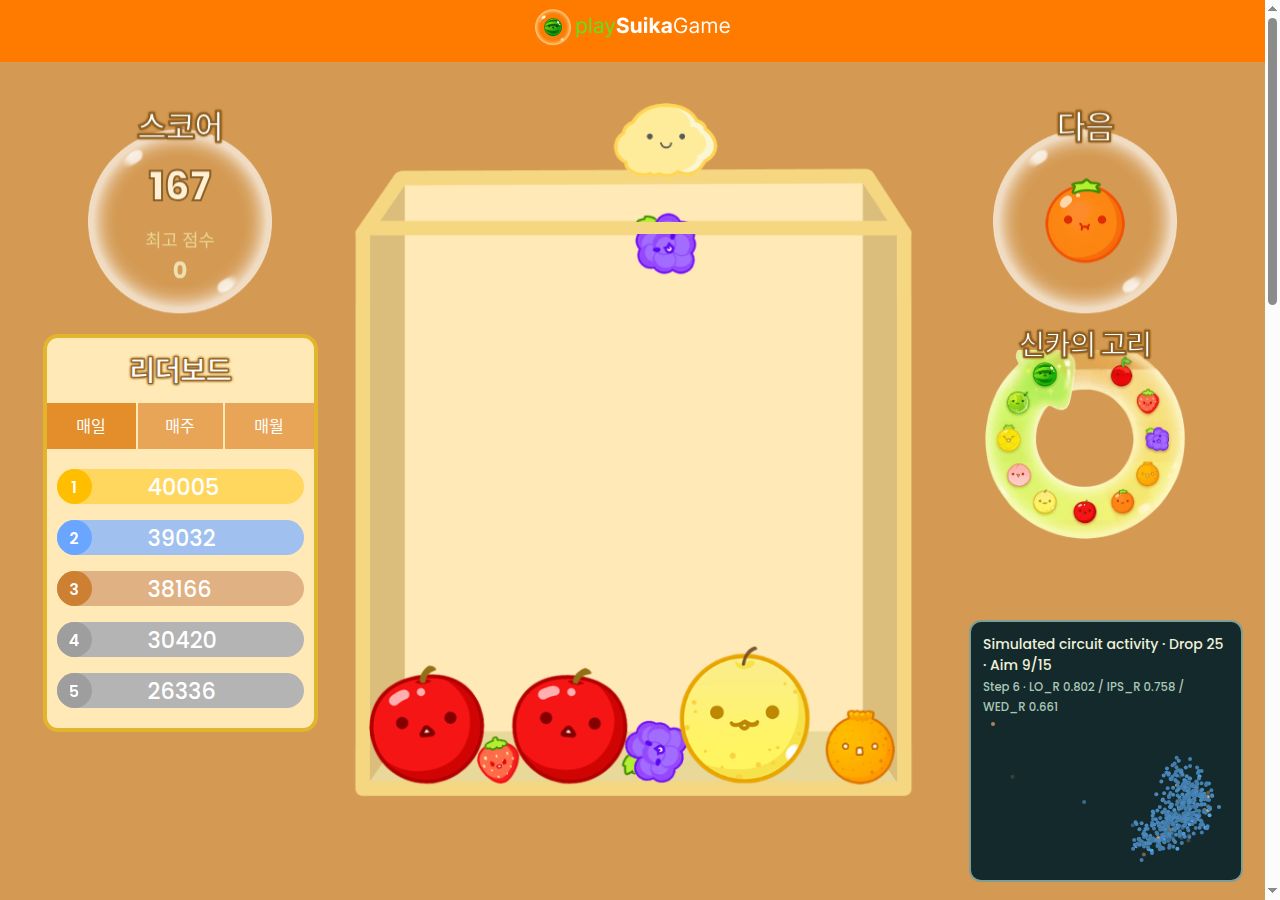 playSuikaGame
스코어
167
최고 점수
0
다음
신카의 고리
리더보드
매일 매주 매월
1 40005
2 39032
3 38166
4 30420
5 26336
Simulated circuit activity · Drop 25
· Aim 9/15
Step 6 · LO_R 0.802 / IPS_R 0.758 /
WED_R 0.661